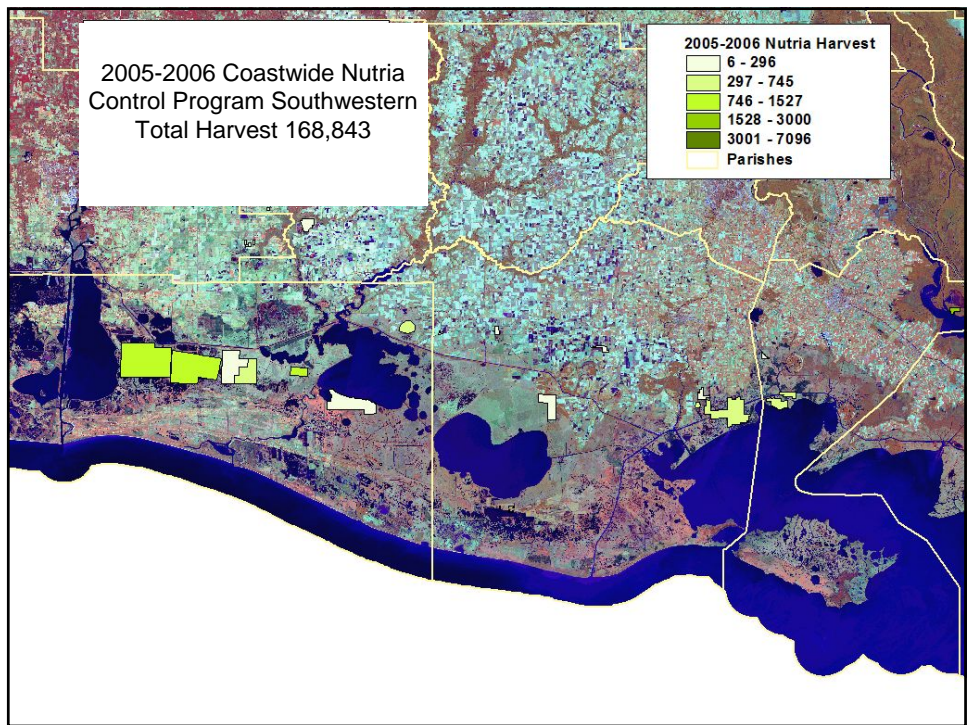 2005-2006 Coastwide Nutria
Control Program Southwestern
Total Harvest 168,843
2005-2006 Nutria Harvest
6 - 296
297 - 745
746 - 1527
1528 - 3000
3001 - 7096
Parishes